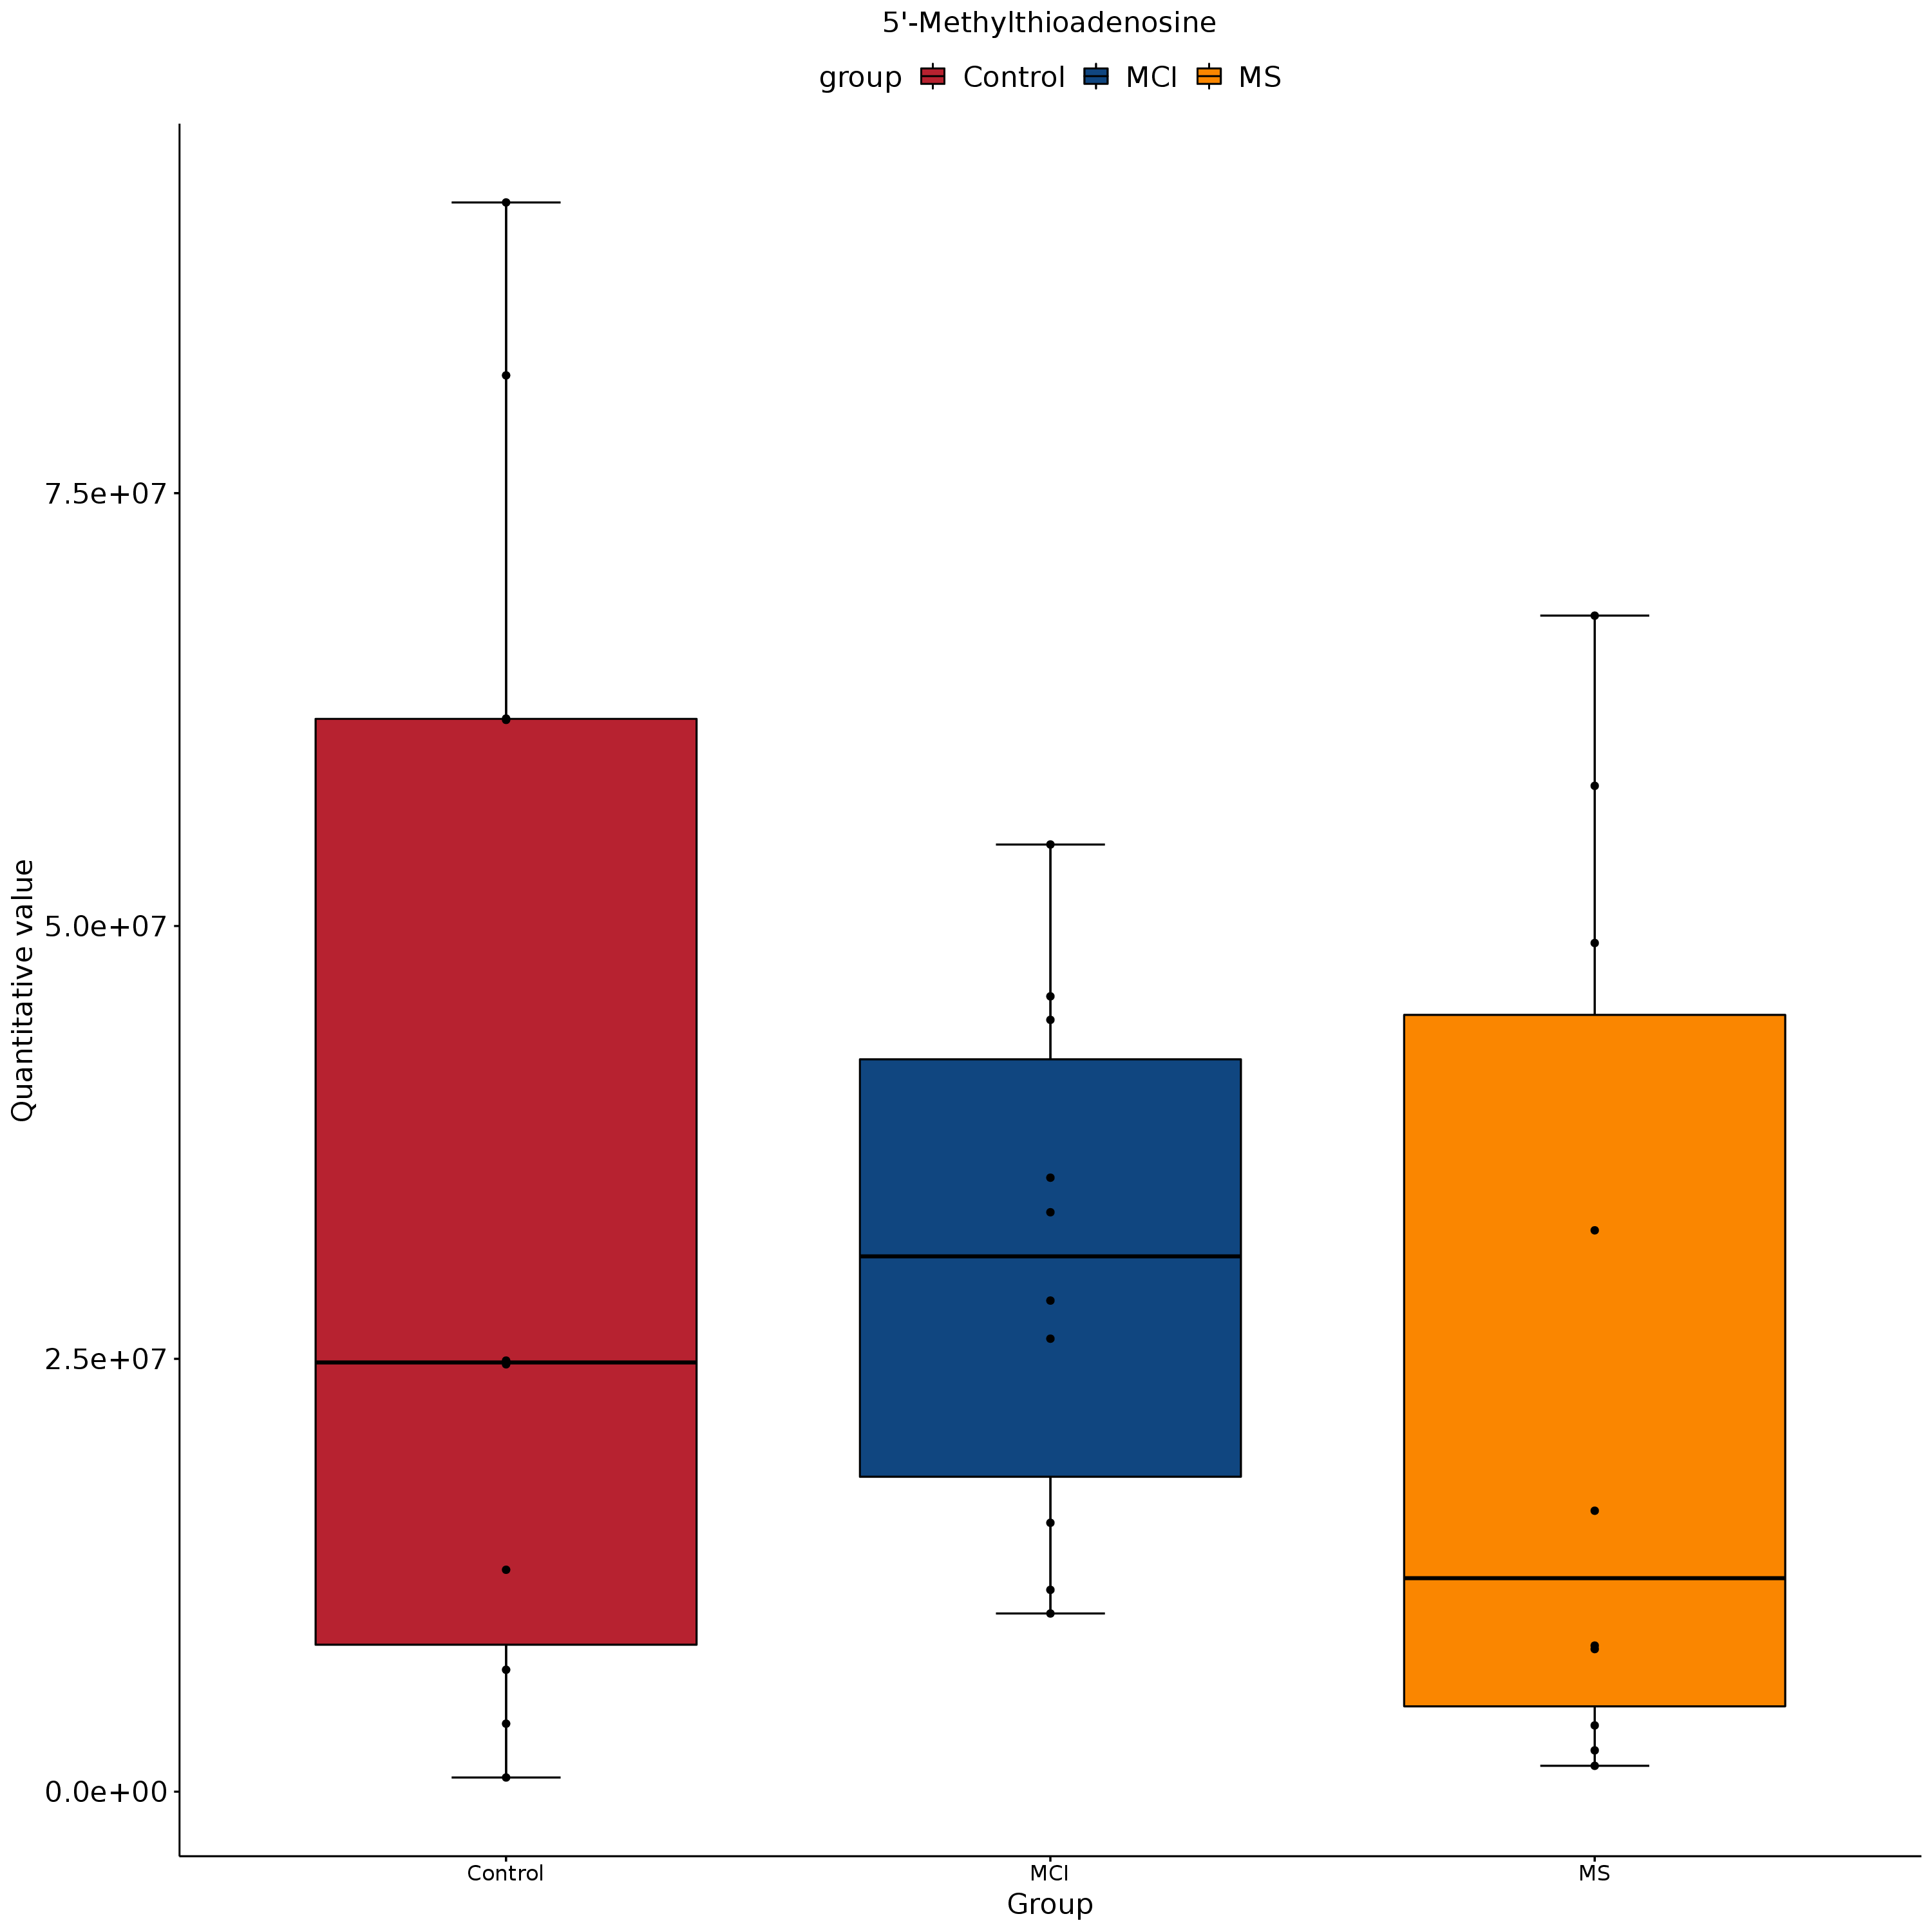 5'-Methylthioadenosine
group Control MCI MS
Quantitative value
7.5e+07
5.0e+07
2.5e+07
0.0e+00
Control MCI MS
Group